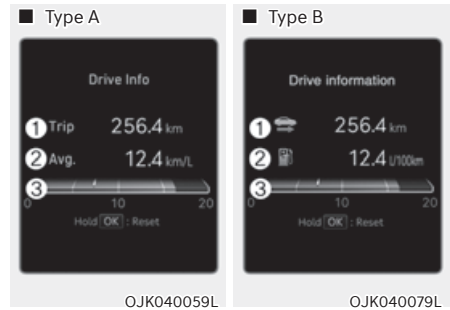 ■ Type A
Drive Info
① Trip 256.4 km
② Avg. 12.4 km/L
③
0 10 20
Hold OK : Reset
OJK040059L
■ Type B
Drive information
① 256.4 km
② 12.4 L/100km
③
0 10 20
Hold OK : Reset
OJK040079L